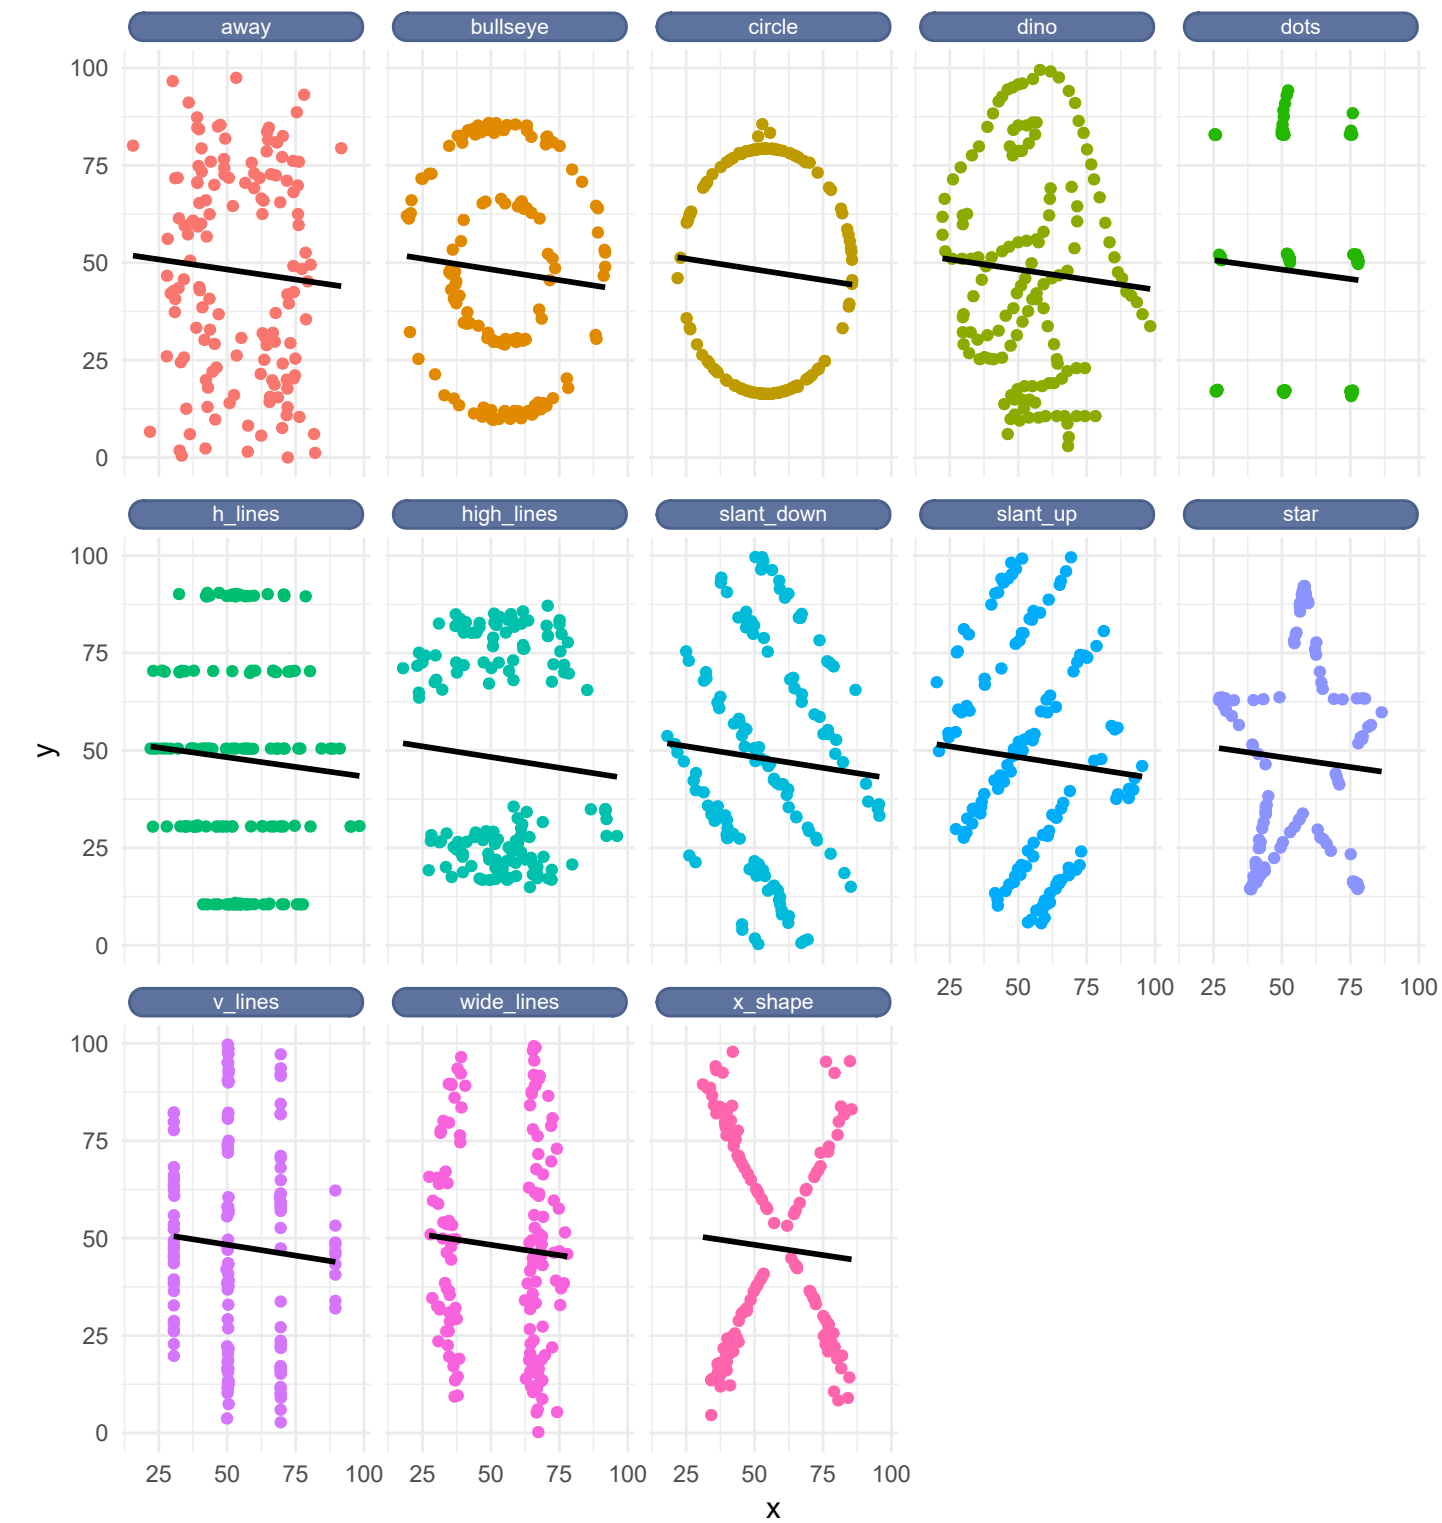 away bullseye circle dino dots
100
75
50
25
0
h_lines high_lines slant_down slant_up star
100
75
50
y
25
0
25 50 75 100 25 50 75 100
v_lines wide_lines x_shape
100
75
50
25
0
25 50 75 100 25 50 75 100 25 50 75 100
x